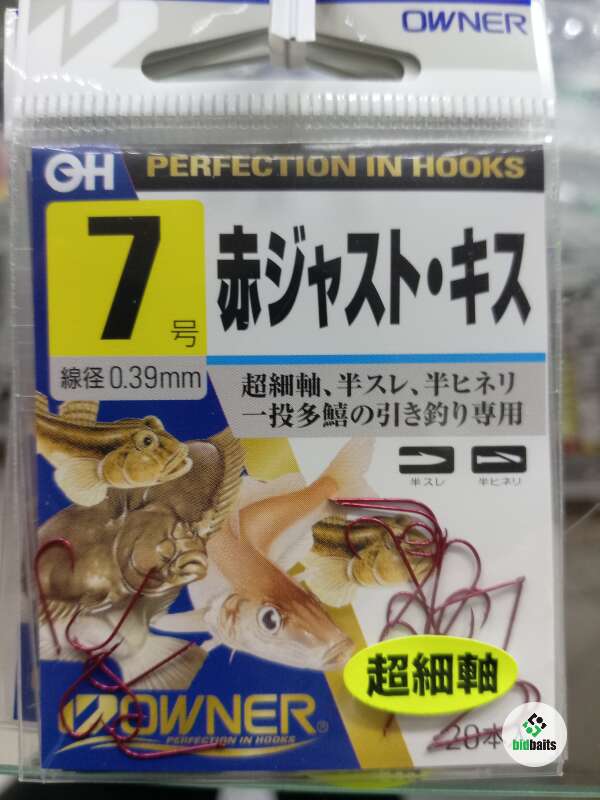 OWNER
OH PERFECTION IN HOOKS
7号
赤ジャスト・キス
線径0.39mm
超細軸、半スレ、半ヒネリ
一投多鱚の引き釣り専用
半スレ 半ヒネリ
超細軸
OWNER®
PERFECTION IN HOOKS
20本
bidbaits